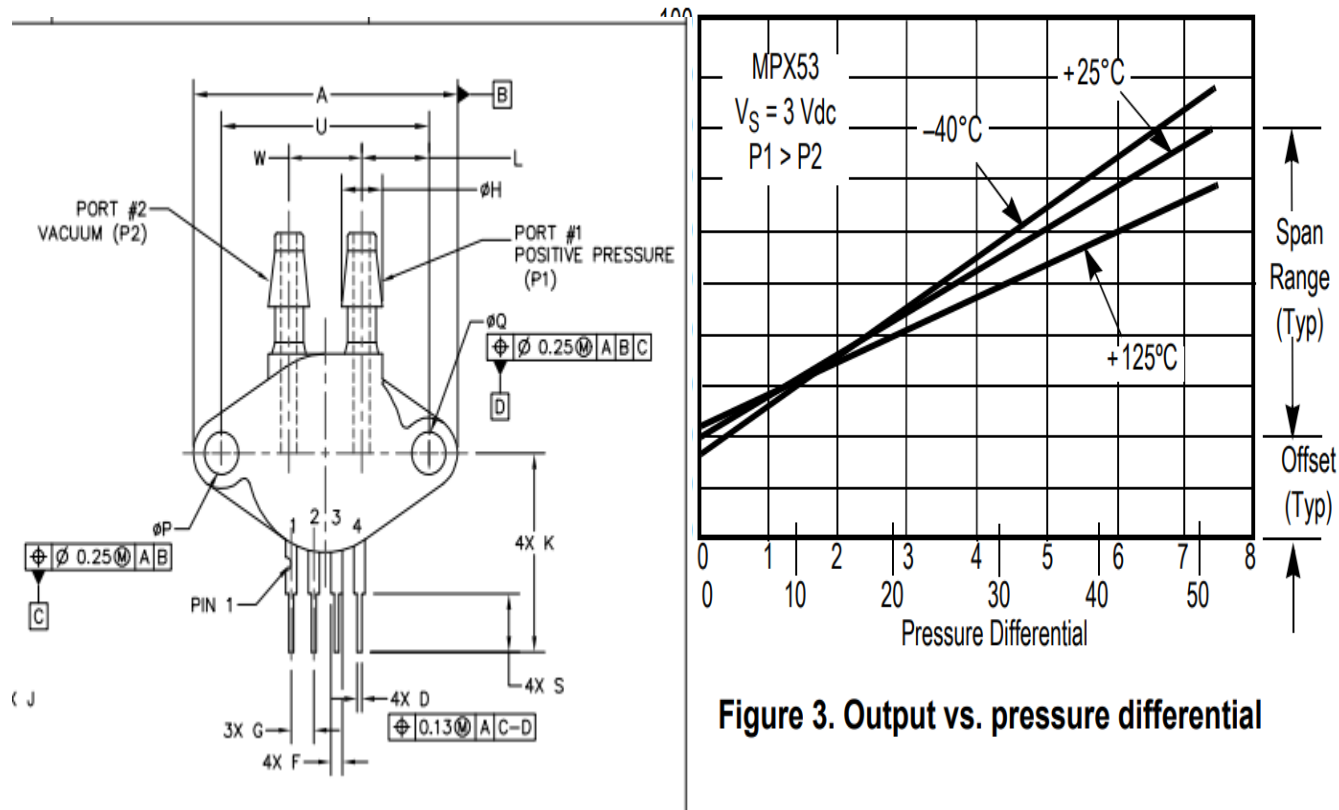 A
B
U
W
L
øH
PORT #2
VACUUM (P2)
PORT #1
POSITIVE PRESSURE
(P1)
øQ
⌖ Ø 0.25Ⓜ A B C
D
øP
⌖ Ø 0.25Ⓜ A B
C
1 2 3 4
4X K
PIN 1
4X S
4X D
⌖ 0.13Ⓜ A C-D
3X G
4X F
J
100
MPX53
VS = 3 Vdc
P1 > P2
+25°C
–40°C
+125°C
Span
Range
(Typ)
Offset
(Typ)
0 1 2 3 4 5 6 7 8
0 10 20 30 40 50
Pressure Differential
Figure 3. Output vs. pressure differential